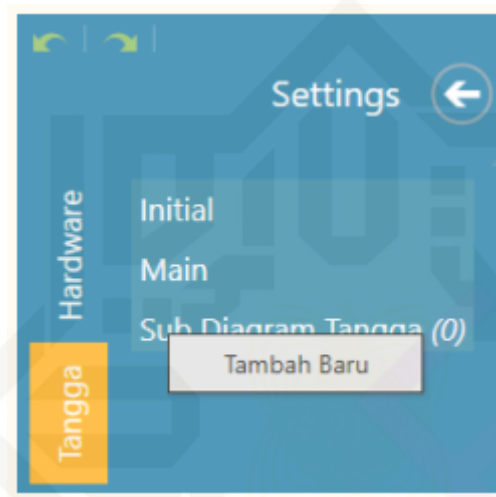 Settings
Hardware
Tangga
Initial
Main
Sub Diagram Tangga (0)
Tambah Baru